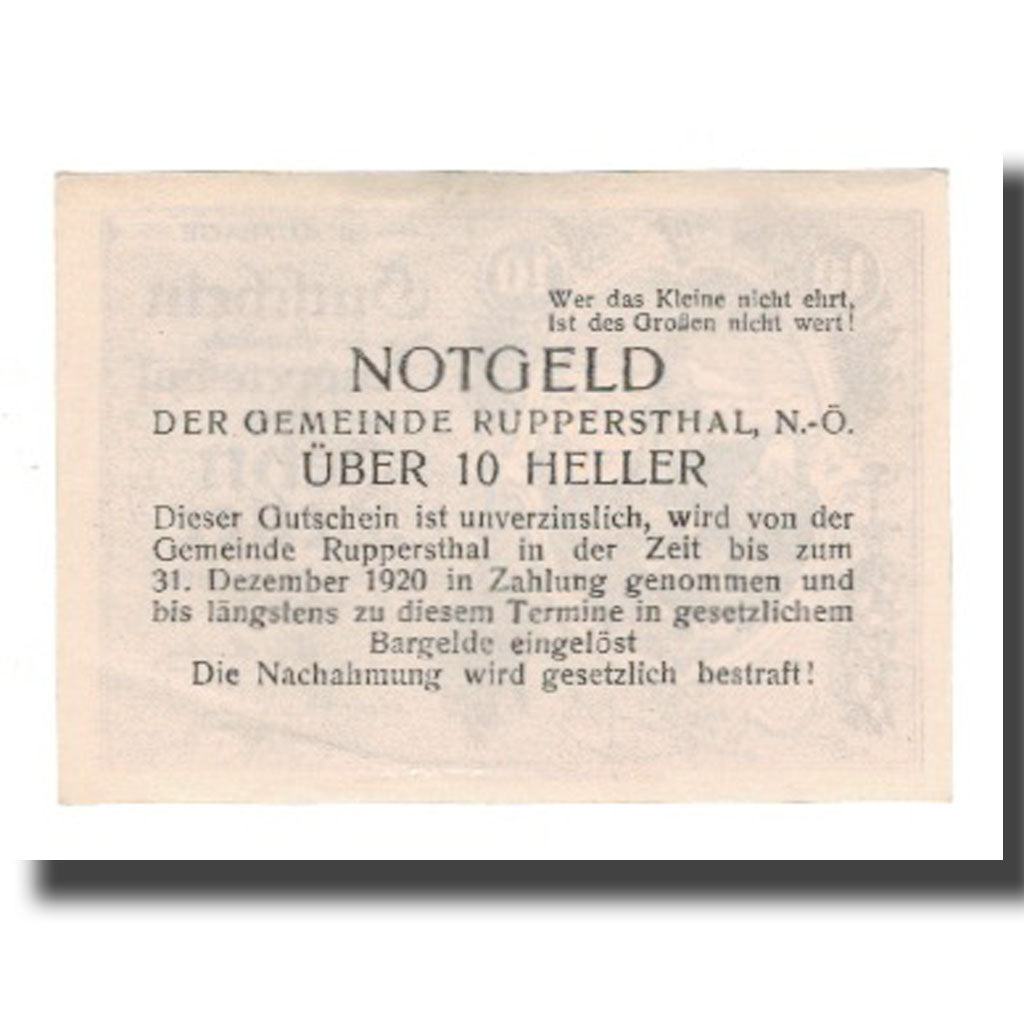 Wer das Kleine nicht ehrt,
Ist des Großen nicht wert!
NOTGELD
DER GEMEINDE RUPPERSTHAL, N.-Ö.
ÜBER 10 HELLER
Dieser Gutschein ist unverzinslich, wird von der
Gemeinde Ruppersthal in der Zeit bis zum
31. Dezember 1920 in Zahlung genommen und
bis längstens zu diesem Termine in gesetzlichem
Bargelde eingelöst
Die Nachahmung wird gesetzlich bestraft!